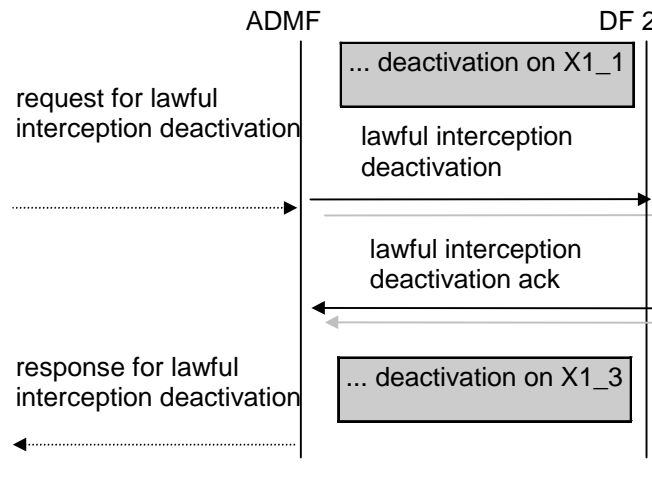 ADMF
DF 2
... deactivation on X1_1
request for lawful
interception deactivation
lawful interception
deactivation
lawful interception
deactivation ack
response for lawful
interception deactivation
... deactivation on X1_3